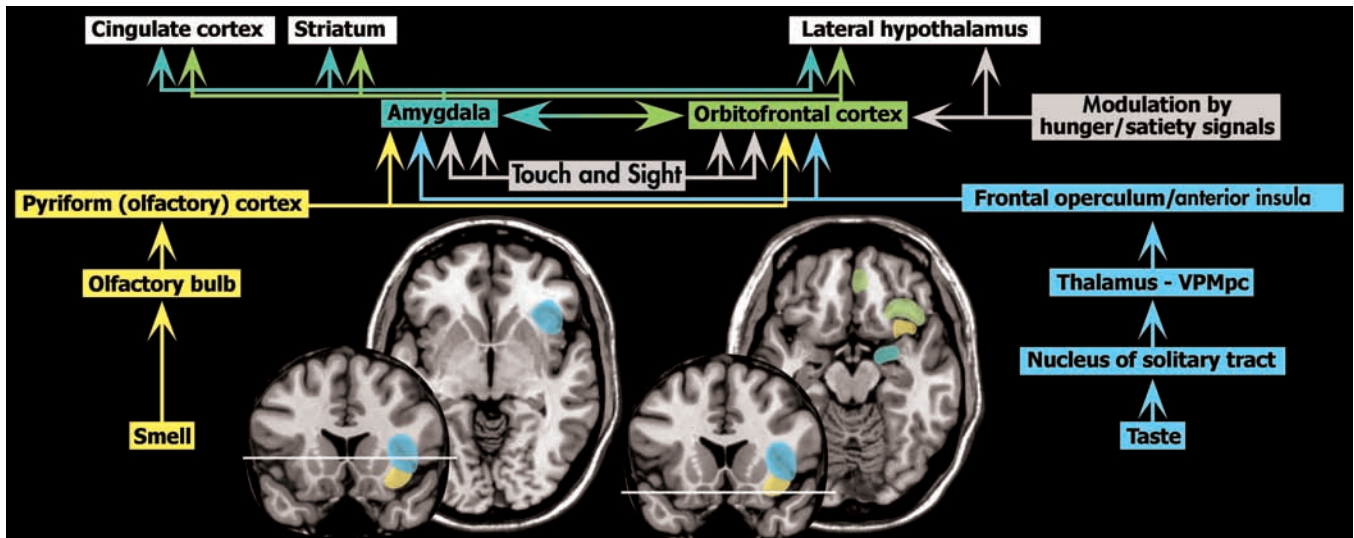 Cingulate cortex
Striatum
Lateral hypothalamus
Amygdala
Orbitofrontal cortex
Modulation by
hunger/satiety signals
Touch and Sight
Pyriform (olfactory) cortex
Frontal operculum/anterior insula
Olfactory bulb
Thalamus - VPMpc
Nucleus of solitary tract
Smell
Taste